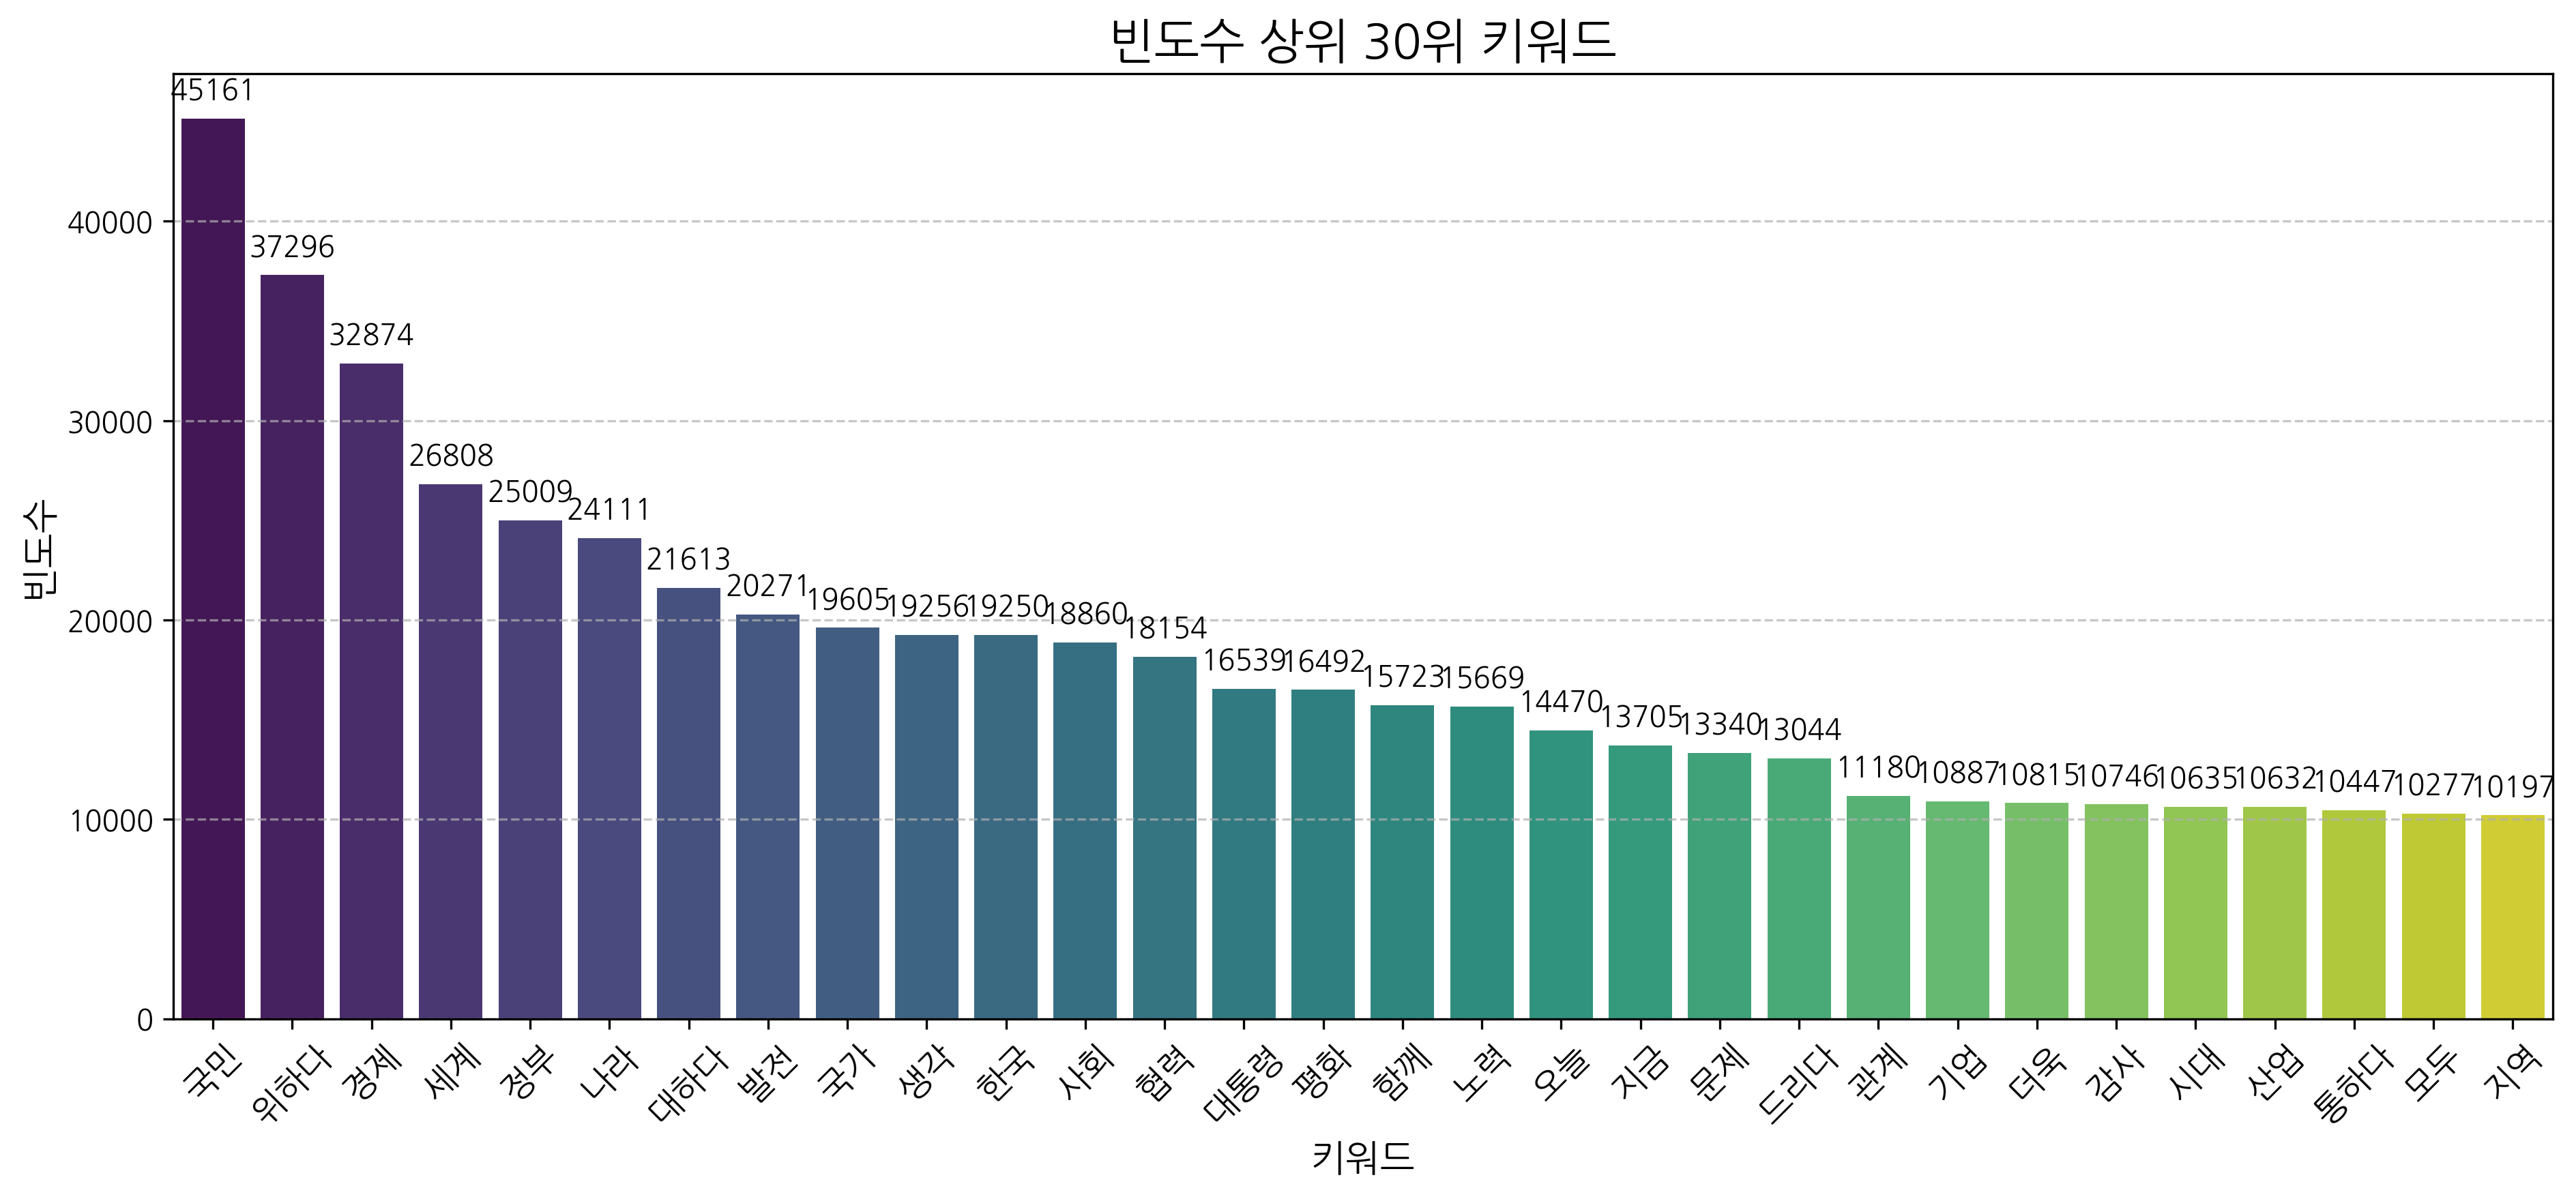 빈도수 상위 30위 키워드
빈도수
40000
30000
20000
10000
0
45161
37296
32874
26808
25009
24111
21613
20271
19605
19256
19250
18860
18154
16539
16492
15723
15669
14470
13705
13340
13044
11180
10887
10815
10746
10635
10632
10447
10277
10197
국민
위하다
경제
세계
정부
나라
대하다
발전
국가
생각
한국
사회
협력
대통령
평화
함께
노력
오늘
지금
문제
드리다
관계
기업
더욱
감사
시대
산업
통하다
모두
지역
키워드